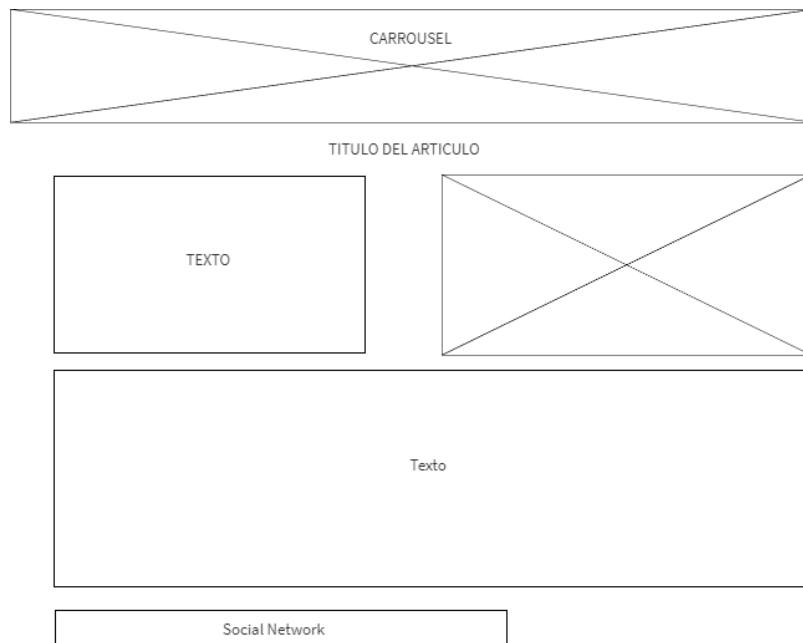 CARROUSEL
TITULO DEL ARTICULO
TEXTO
Texto
Social Network